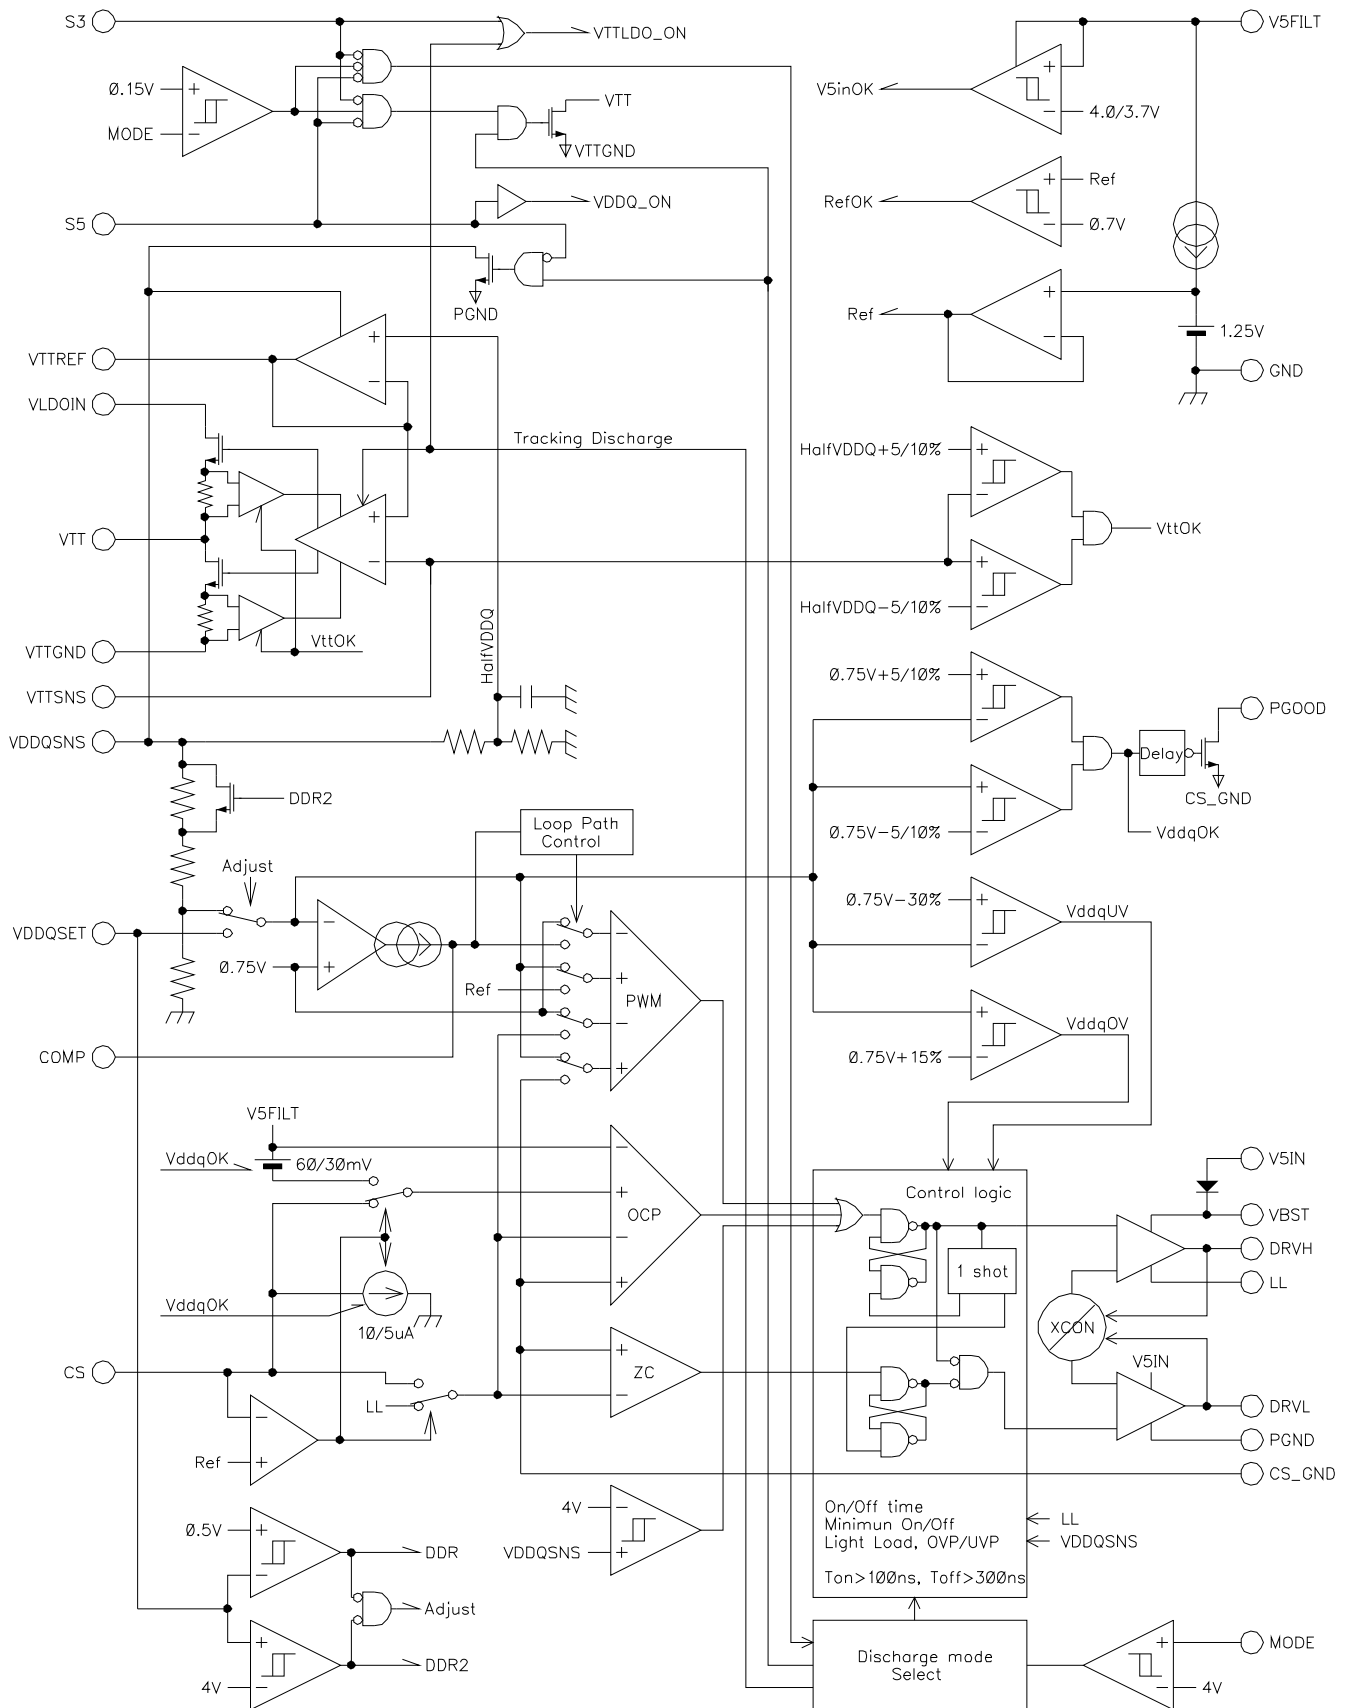 S3
VTTLDO_ON
V5FILT
0.15V
+
MODE
−
VTT
VTTGND
V5inOK
+
−
4.0/3.7V
RefOK
+
Ref
−
0.7V
S5
VDDQ_ON
PGND
Ref
+
−
1.25V
GND
VTTREF
+
−
VLDOIN
Tracking Discharge
HalfVDDQ+5/10%
+
−
VttOK
VTT
+
−
+
HalfVDDQ−5/10%
−
VTTGND
VttOK
HalfVDDQ
VTTSNS
0.75V+5/10%
+
−
PGOOD
VDDQSNS
Delay
CS_GND
DDR2
+
0.75V−5/10%
−
VddqOK
Loop Path
Control
Adjust
0.75V−30%
+
−
VddqUV
VDDQSET
−
+
0.75V
Ref
−
+
PWM
−
+
+
VddqOV
0.75V+15%
−
COMP
V5FILT
VddqOK
60/30mV
−
+
OCP
−
+
Control logic
1 shot
V5IN
VBST
DRVH
LL
VddqOK
10/5uA
XCON
CS
LL
+
ZC
−
V5IN
DRVL
PGND
CS_GND
−
Ref
+
0.5V
+
−
DDR
4V
−
VDDQSNS
+
On/Off time
Minimun On/Off
Light Load, OVP/UVP
Ton>100ns, Toff>300ns
LL
VDDQSNS
Adjust
+
4V
−
DDR2
Discharge mode
Select
+
MODE
−
4V